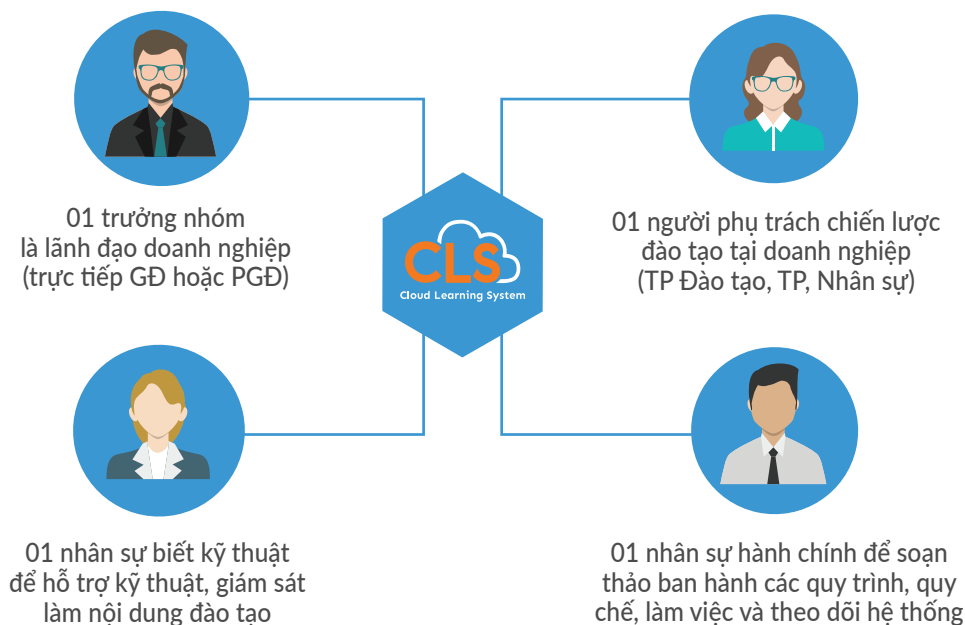 01 trưởng nhóm
là lãnh đạo doanh nghiệp
(trực tiếp GĐ hoặc PGĐ)
01 người phụ trách chiến lược
đào tạo tại doanh nghiệp
(TP Đào tạo, TP, Nhân sự)
CLS
Cloud Learning System
01 nhân sự biết kỹ thuật
để hỗ trợ kỹ thuật, giám sát
làm nội dung đào tạo
01 nhân sự hành chính để soạn
thảo ban hành các quy trình, quy
chế, làm việc và theo dõi hệ thống